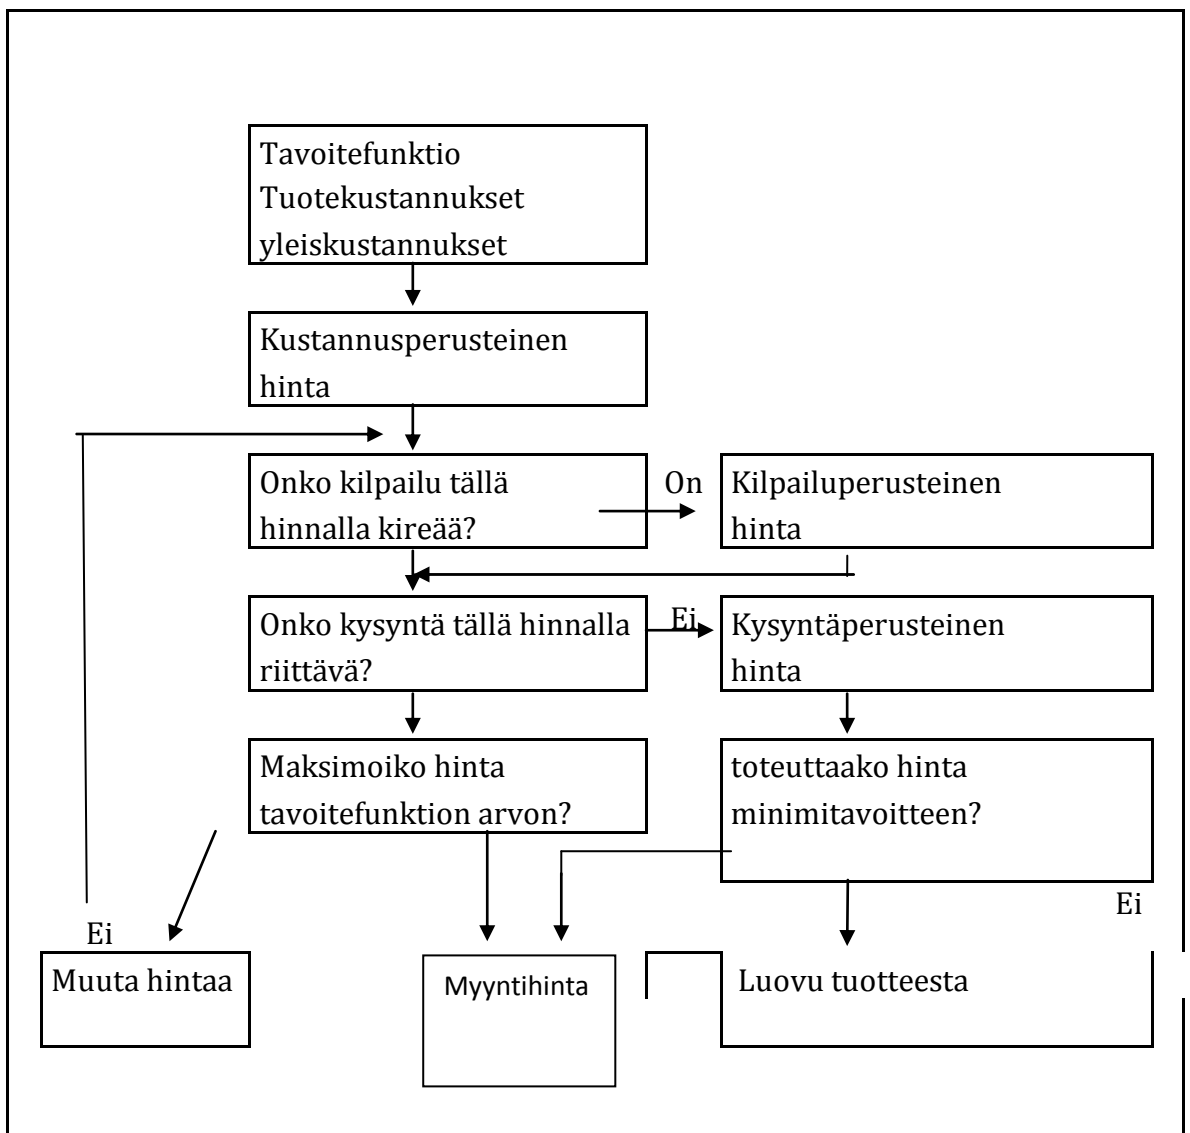 Tavoitefunktio
Tuotekustannukset
yleiskustannukset
Kustannusperusteinen
hinta
Onko kilpailu tällä
hinnalla kireää?
On
Kilpailuperusteinen
hinta
Onko kysyntä tällä hinnalla
riittävä?
Ei
Kysyntäperusteinen
hinta
Maksimoiko hinta
tavoitefunktion arvon?
toteuttaako hinta
minimitavoitteen?
Ei
Ei
Muuta hintaa
Myyntihinta
Luovu tuotteesta